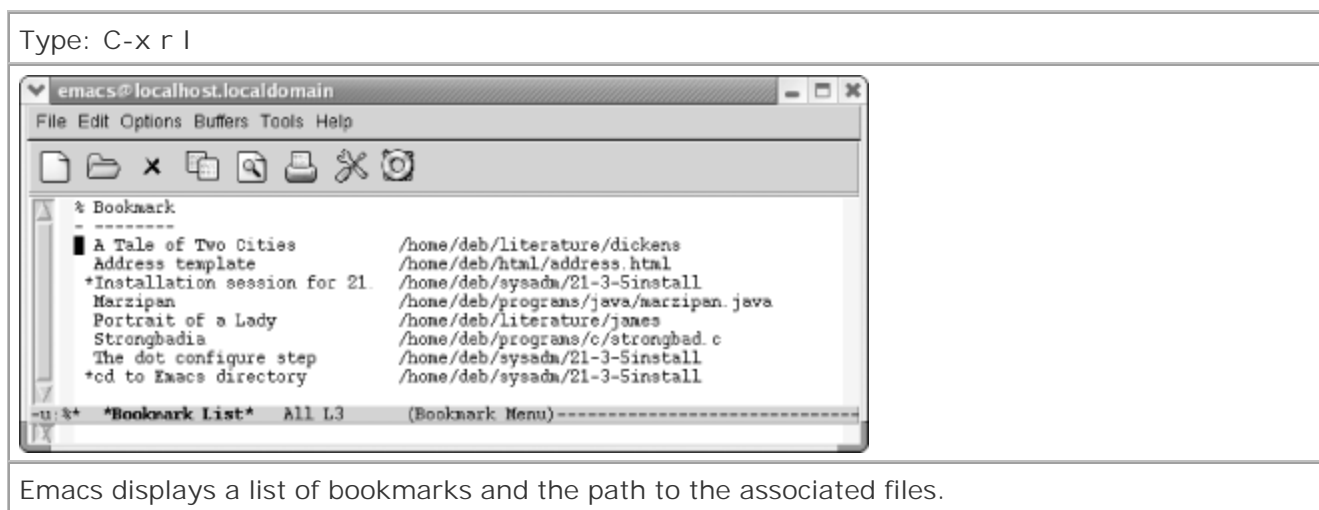 Type: C-x r l
emacs@localhost.localdomain
File Edit Options Buffers Tools Help
% Bookmark
- --------
A Tale of Two Cities /home/deb/literature/dickens
Address template /home/deb/html/address.html
*Installation session for 21. /home/deb/sysadm/21-3-5install
Marzipan /home/deb/programs/java/marzipan.java
Portrait of a Lady /home/deb/literature/james
Strongbadia /home/deb/programs/c/strongbad.c
The dot configure step /home/deb/sysadm/21-3-5install
*cd to Emacs directory /home/deb/sysadm/21-3-5install
-u:%* *Bookmark List* All L3 (Bookmark Menu)-----------------------------
Emacs displays a list of bookmarks and the path to the associated files.